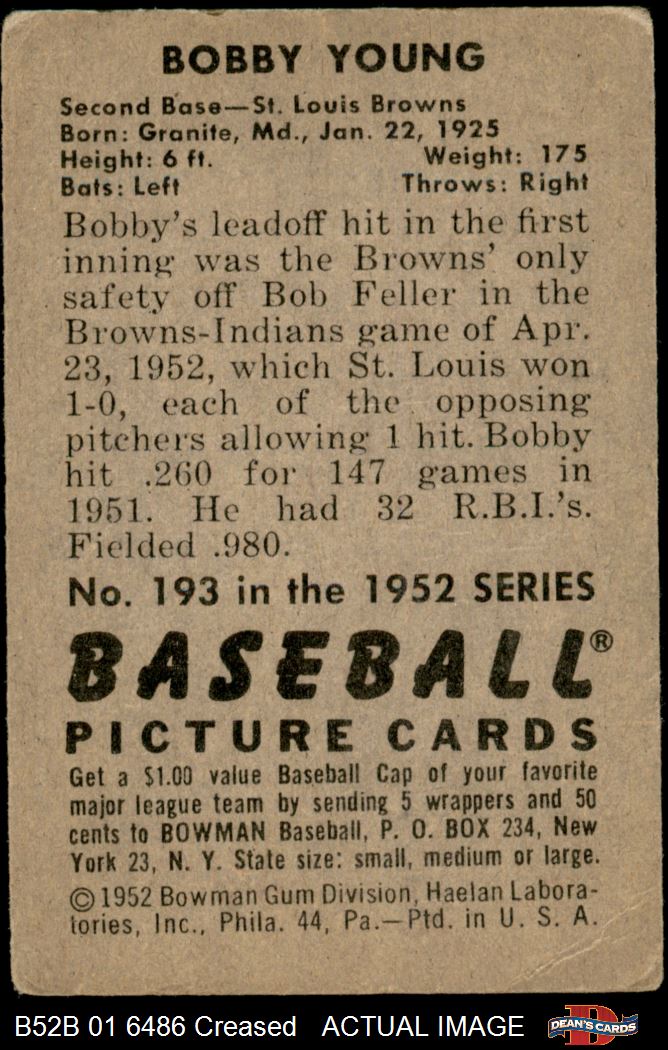 BOBBY YOUNG
Second Base—St. Louis Browns
Born: Granite, Md., Jan. 22, 1925
Height: 6 ft. Weight: 175
Bats: Left Throws: Right
Bobby's leadoff hit in the first
inning was the Browns' only
safety off Bob Feller in the
Browns-Indians game of Apr.
23, 1952, which St. Louis won
1-0, each of the opposing
pitchers allowing 1 hit. Bobby
hit .260 for 147 games in
1951. He had 32 R.B.I.'s.
Fielded .980.
No. 193 in the 1952 SERIES
BASEBALL®
PICTURE CARDS
Get a $1.00 value Baseball Cap of your favorite
major league team by sending 5 wrappers and 50
cents to BOWMAN Baseball, P. O. BOX 234, New
York 23, N. Y. State size: small, medium or large.
©1952 Bowman Gum Division, Haelan Labora-
tories, Inc., Phila. 44, Pa.—Ptd. in U. S. A.
B52B 01 6486 Creased ACTUAL IMAGE
D
DEAN'S CARDS